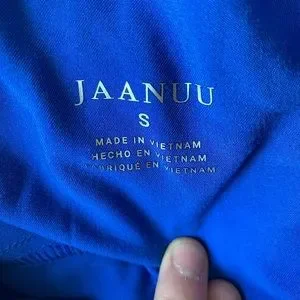 JAANUU
S
MADE IN VIETNAM
HECHO EN VIETNAM
FABRIQUÉ EN VIETNAM